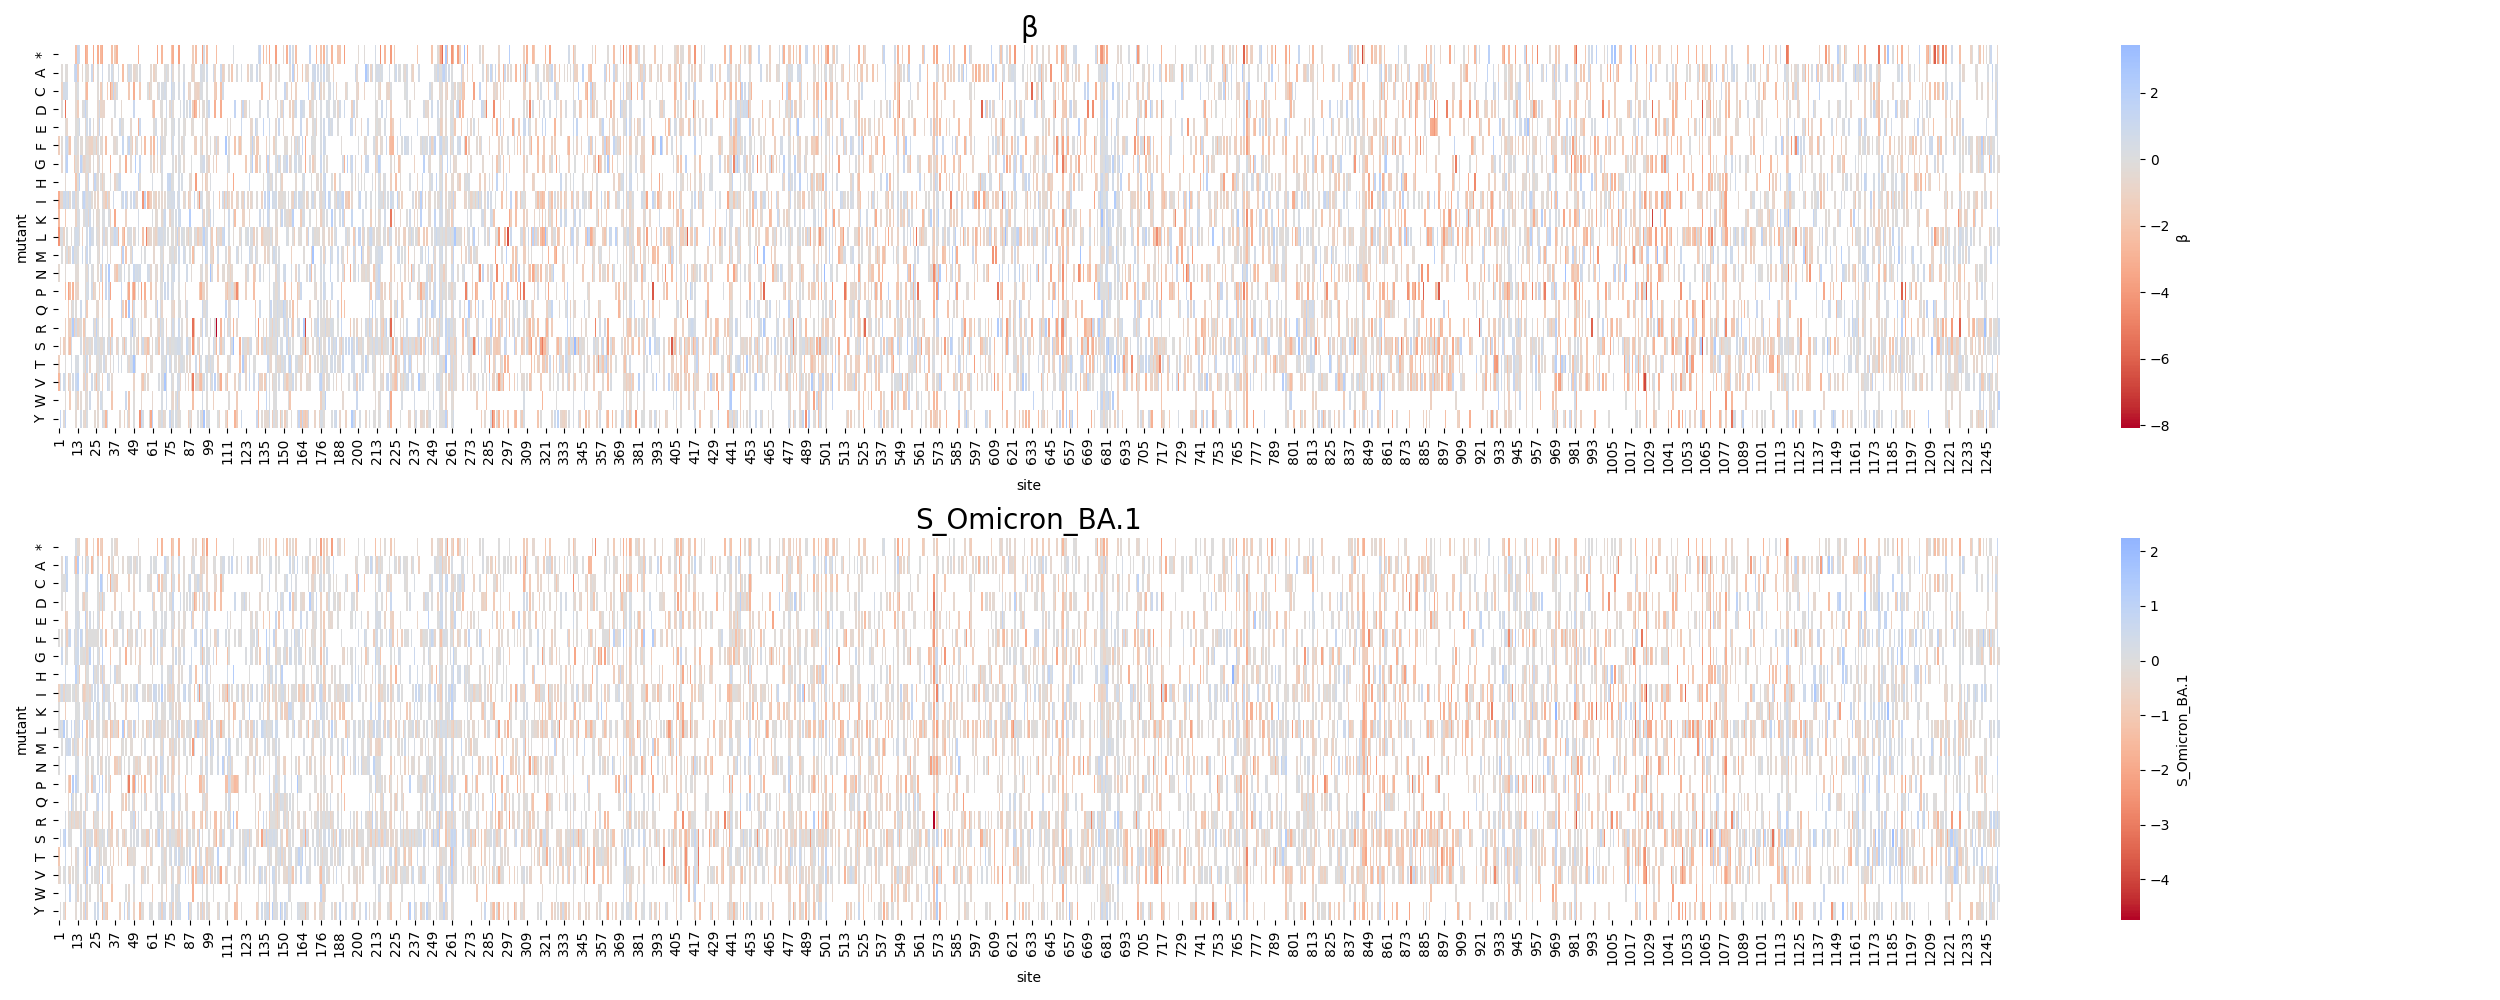 β
mutant
* A C D E F G H I K L M N P Q R S T V W Y
1 13 25 37 49 61 75 87 99 111 123 135 150 164 176 188 200 213 225 237 249 261 273 285 297 309 321 333 345 357 369 381 393 405 417 429 441 453 465 477 489 501 513 525 537 549 561 573 585 597 609 621 633 645 657 669 681 693 705 717 729 741 753 765 777 789 801 813 825 837 849 861 873 885 897 909 921 933 945 957 969 981 993 1005 1017 1029 1041 1053 1065 1077 1089 1101 1113 1125 1137 1149 1161 1173 1185 1197 1209 1221 1233 1245
site
2
0
−2
−4
−6
−8
β
S_Omicron_BA.1
mutant
* A C D E F G H I K L M N P Q R S T V W Y
1 13 25 37 49 61 75 87 99 111 123 135 150 164 176 188 200 213 225 237 249 261 273 285 297 309 321 333 345 357 369 381 393 405 417 429 441 453 465 477 489 501 513 525 537 549 561 573 585 597 609 621 633 645 657 669 681 693 705 717 729 741 753 765 777 789 801 813 825 837 849 861 873 885 897 909 921 933 945 957 969 981 993 1005 1017 1029 1041 1053 1065 1077 1089 1101 1113 1125 1137 1149 1161 1173 1185 1197 1209 1221 1233 1245
site
2
1
0
−1
−2
−3
−4
S_Omicron_BA.1